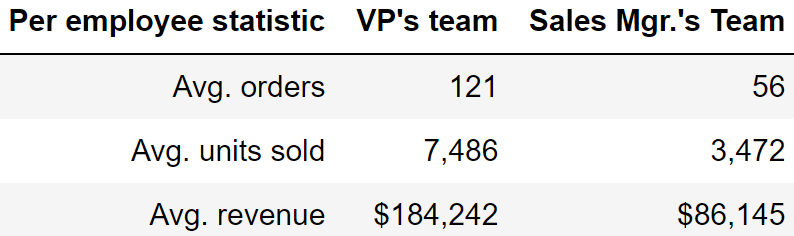 Per employee statistic VP's team Sales Mgr.'s Team
Avg. orders 121 56
Avg. units sold 7,486 3,472
Avg. revenue $184,242 $86,145